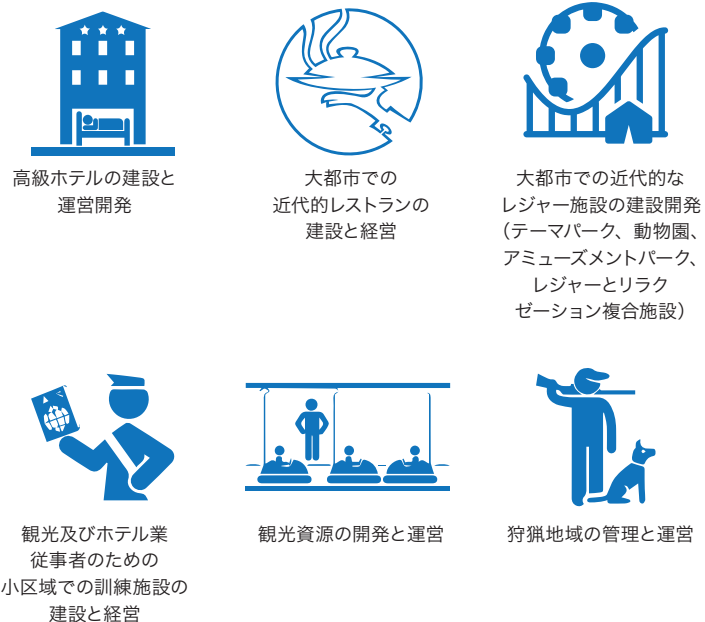 高級ホテルの建設と
運営開発
大都市での
近代的レストランの
建設と経営
大都市での近代的な
レジャー施設の建設開発
（テーマパーク、動物園、
アミューズメントパーク、
レジャーとリラク
ゼーション複合施設）
観光及びホテル業
従事者のための
小区域での訓練施設の
建設と経営
観光資源の開発と運営
狩猟地域の管理と運営